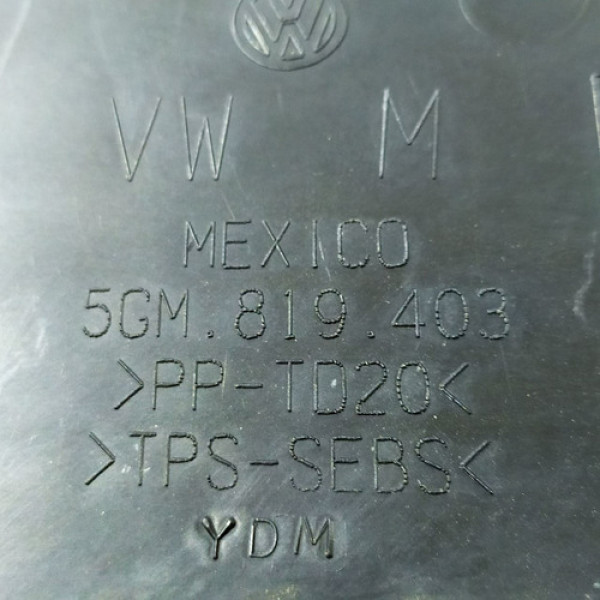 VW M
MEXICO
5GM.819.403
>PP-TD20<
>TPS-SEBS<
YDM